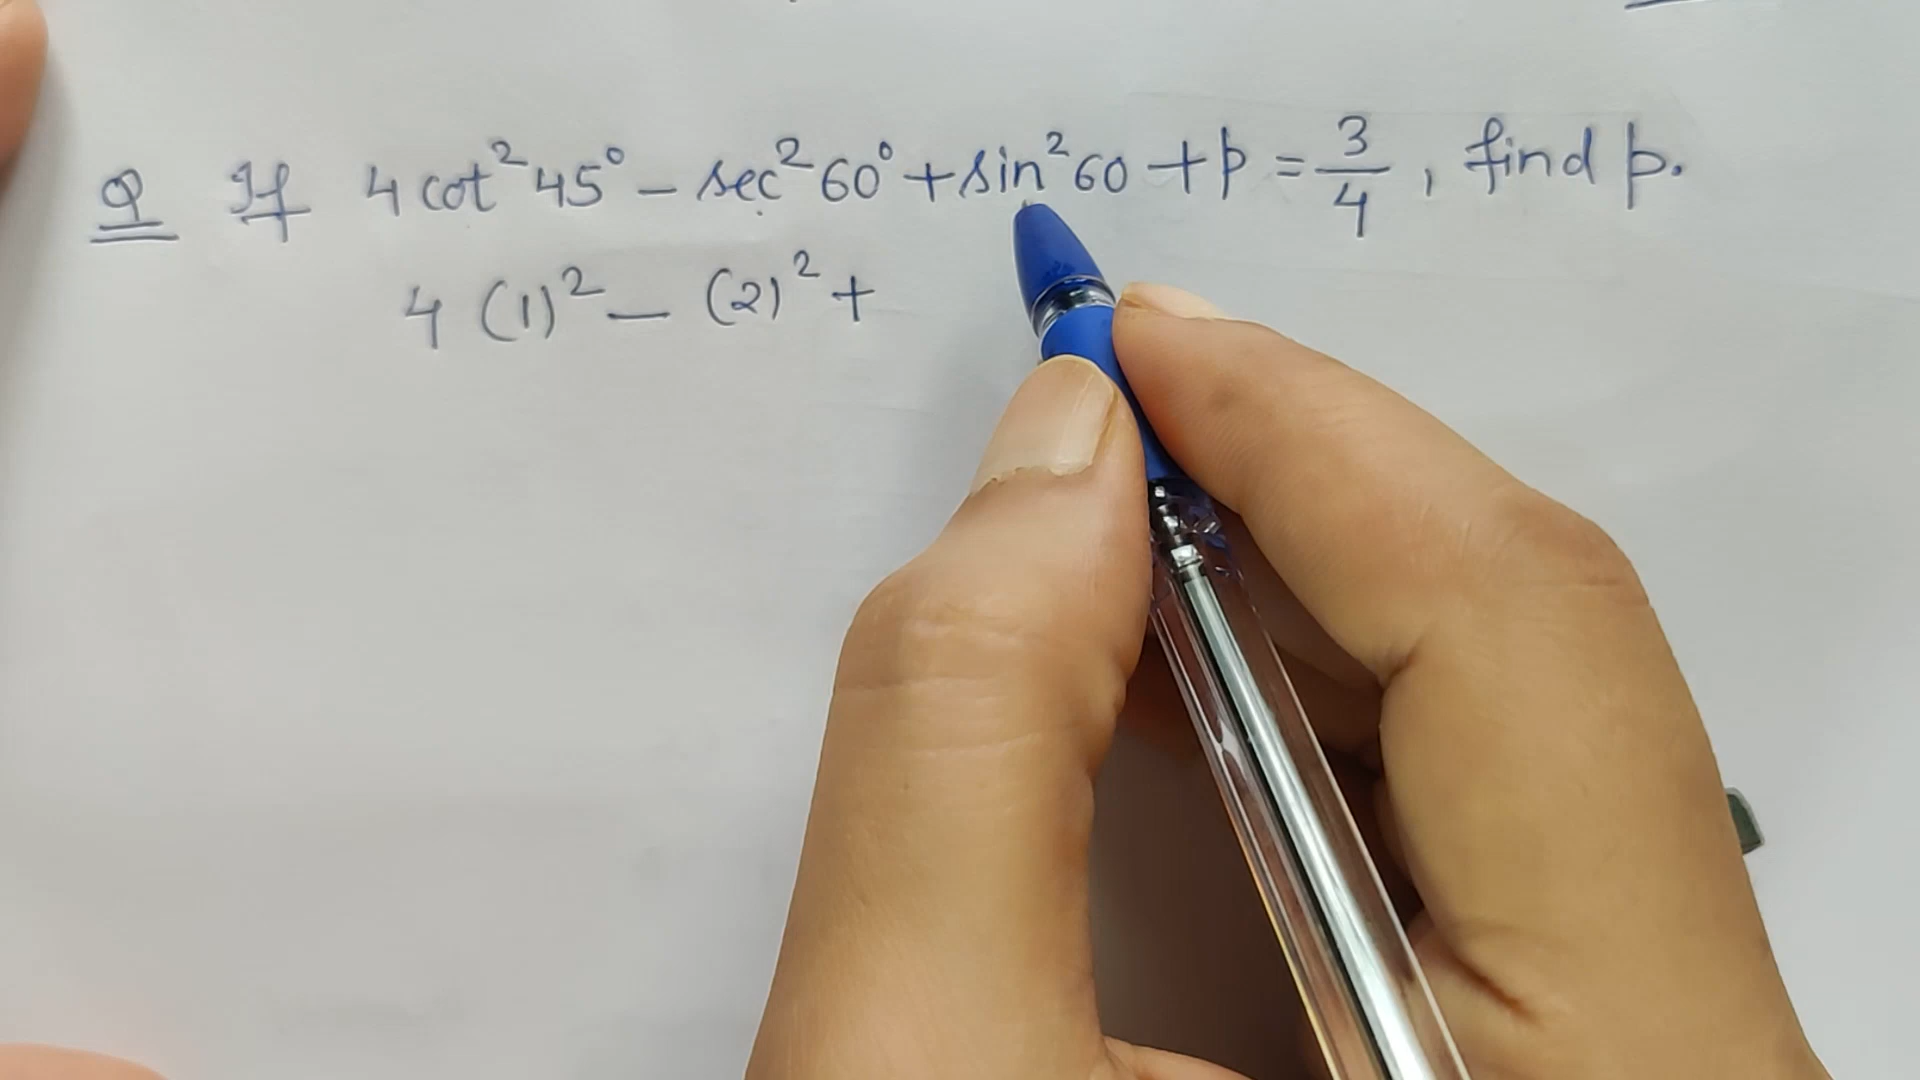 Q If 4 cot²45° - sec²60° + sin²60 + p = 3/4, find p.
4 (1)² - (2)² +